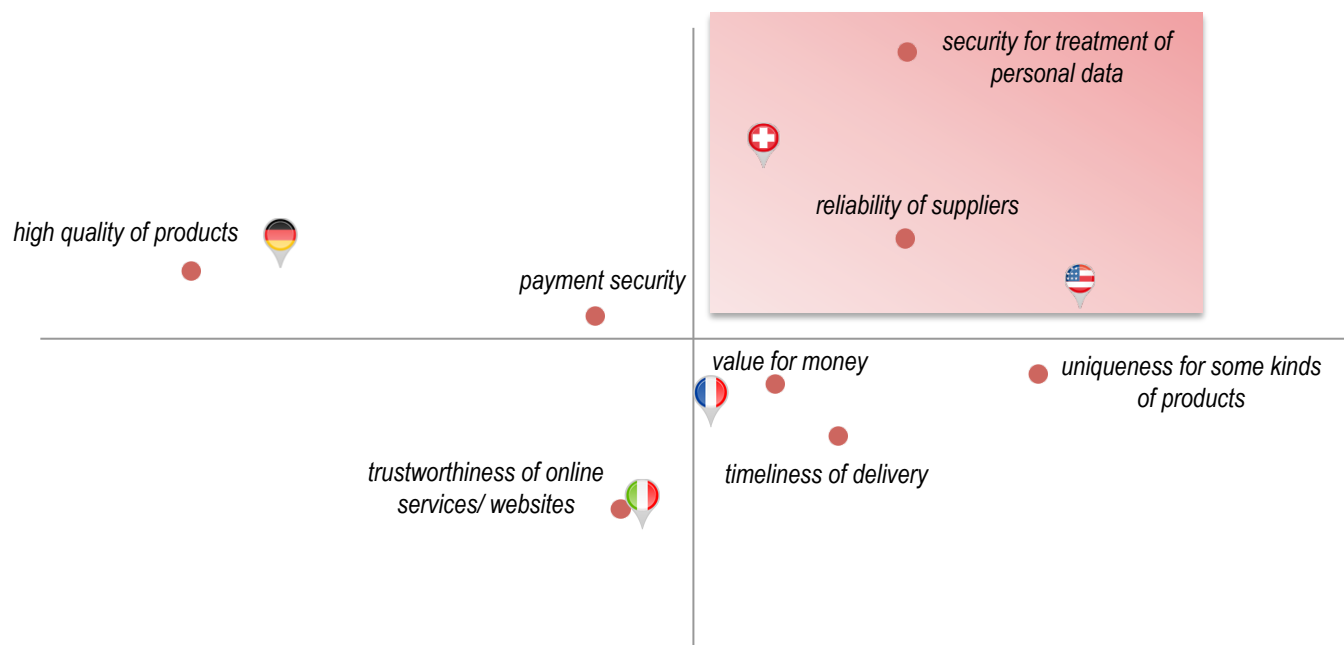 security for treatment of
personal data
reliability of suppliers
high quality of products
payment security
value for money
uniqueness for some kinds
of products
trustworthiness of online
services/ websites
timeliness of delivery